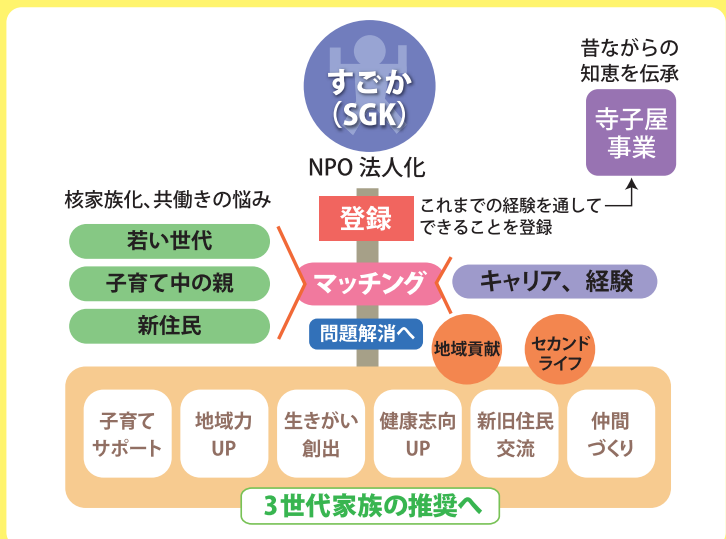 すごか
(SGK)
NPO 法人化
昔ながらの
知恵を伝承
寺子屋
事業
登録
これまでの経験を通して
できることを登録
核家族化、共働きの悩み
若い世代
子育て中の親
新住民
マッチング
キャリア、経験
問題解消へ
地域貢献
セカンド
ライフ
子育て
サポート
地域力
UP
生きがい
創出
健康志向
UP
新旧住民
交流
仲間
づくり
3世代家族の推奨へ